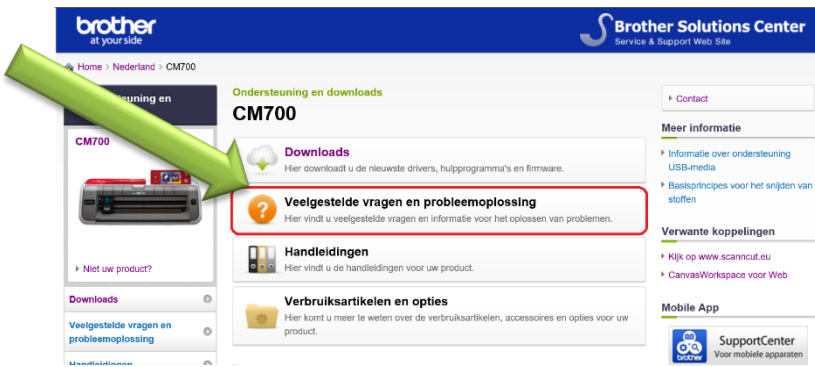 brother
at your side
Brother Solutions Center
Service & Support Web Site
Home > Nederland > CM700
CM700
Niet uw product?
Downloads
Veelgestelde vragen en
probleemoplossing
Handleidingen
Ondersteuning en downloads
CM700
Downloads
Hier downloadt u de nieuwste drivers, hulpprogramma's en firmware.
Veelgestelde vragen en probleemoplossing
Hier vindt u veelgestelde vragen en informatie voor het oplossen van problemen.
Handleidingen
Hier vindt u de handleidingen voor uw product.
Verbruiksartikelen en opties
Hier komt u meer te weten over de verbruiksartikelen, accessoires en opties voor uw
product.
Contact
Meer informatie
Informatie over ondersteuning
USB-media
Basisprincipes voor het snijden van
stoffen
Verwante koppelingen
Kijk op www.scanncut.eu
CanvasWorkspace voor Web
Mobile App
brother
SupportCenter
Voor mobiele apparaten